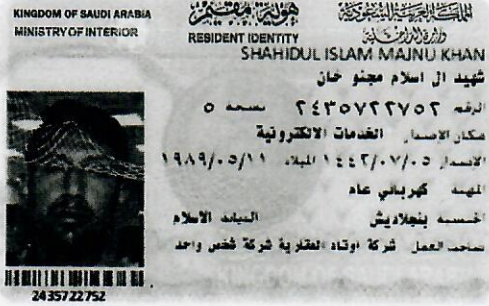 KINGDOM OF SAUDI ARABIA
MINISTRY OF INTERIOR
هوية مقيم
RESIDENT IDENTITY
المملكة العربية السعودية
وزارة الداخلية
SHAHIDUL ISLAM MAJNU KHAN
شهيد ال اسلام مجنو خان
الرقم ٢٤٣٥٧٢٢٧٥٢ نسخة ٥
مكان الإصدار الخدمات الالكترونية
الإصدار ١٤٤٢/٠٧/٠٥ الميلاد ١٩٨٩/٠٥/١١
المهنة كهربائي عام
الجنسية بنجلاديش الديانة الاسلام
صاحب العمل شركة اوتاد العقارية شركة شخص واحد
2435722752